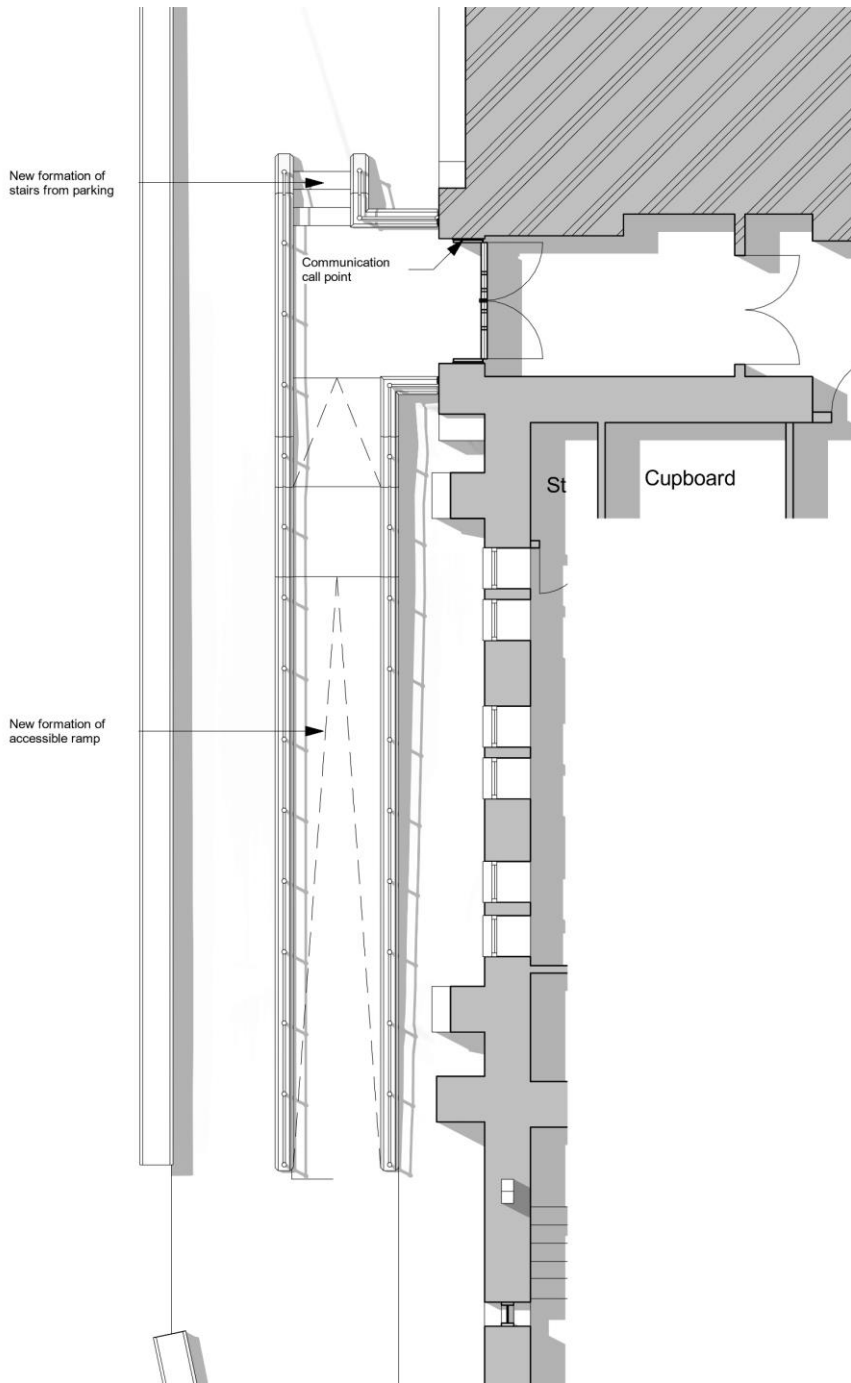 New formation of
stairs from parking
Communication
call point
St
Cupboard
New formation of
accessible ramp